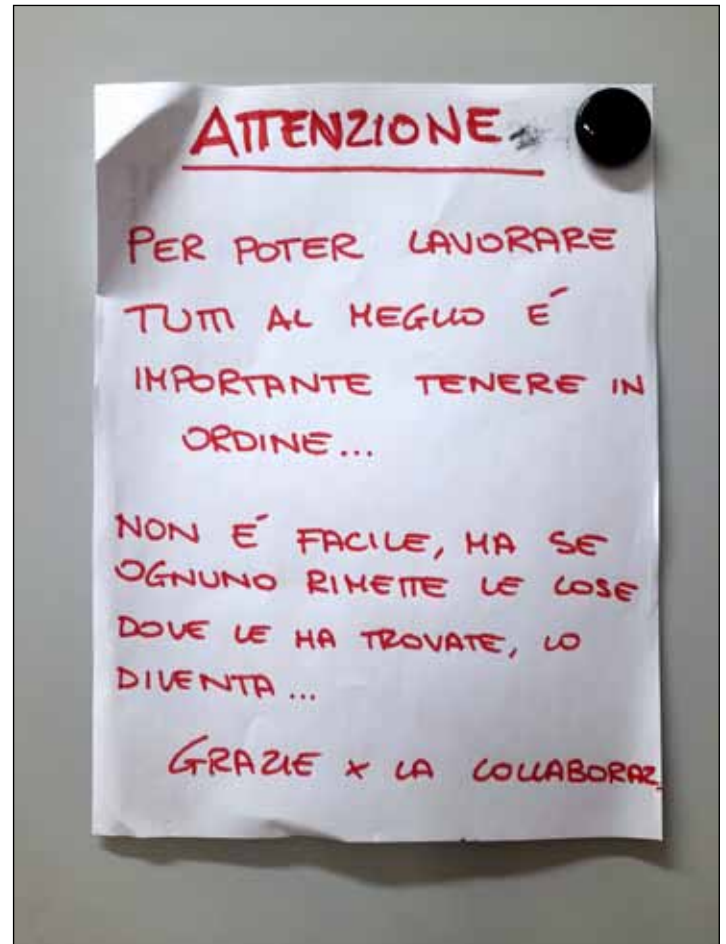 ATTENZIONE
PER POTER LAVORARE
TUTTI AL MEGLIO É
IMPORTANTE TENERE IN
ORDINE...
NON É FACILE, MA SE
OGNUNO RIMETTE LE COSE
DOVE LE HA TROVATE, LO
DIVENTA...
GRAZIE X LA COLLABORAZ.